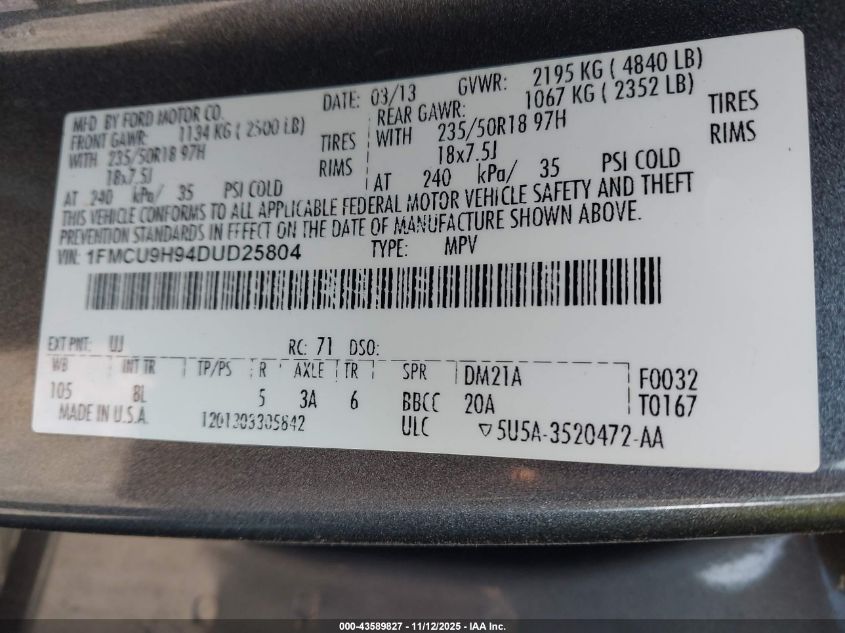 MFD BY FORD MOTOR CO.
DATE: 03/13
GVWR: 2195 KG ( 4840 LB)
FRONT GAWR: 1134 KG ( 2500 LB)
REAR GAWR: 1067 KG ( 2352 LB)
WITH 235/50R18 97H TIRES
WITH 235/50R18 97H TIRES
18x7.5J RIMS
18x7.5J RIMS
AT 240 kPa/ 35 PSI COLD
AT 240 kPa/ 35 PSI COLD
THIS VEHICLE CONFORMS TO ALL APPLICABLE FEDERAL MOTOR VEHICLE SAFETY AND THEFT
PREVENTION STANDARDS IN EFFECT ON THE DATE OF MANUFACTURE SHOWN ABOVE.
VIN: 1FMCU9H94DUD25804 TYPE: MPV
EXT PNT: UJ RC: 71 DSO:
WB INT TR TP/PS R AXLE TR SPR DM21A F0032
105 BL 5 3A 6 BBCC 20A T0167
MADE IN U.S.A. 1201303305842 ULC ▽5U5A-3520472-AA
000-43589827 - 11/12/2025 - IAA Inc.